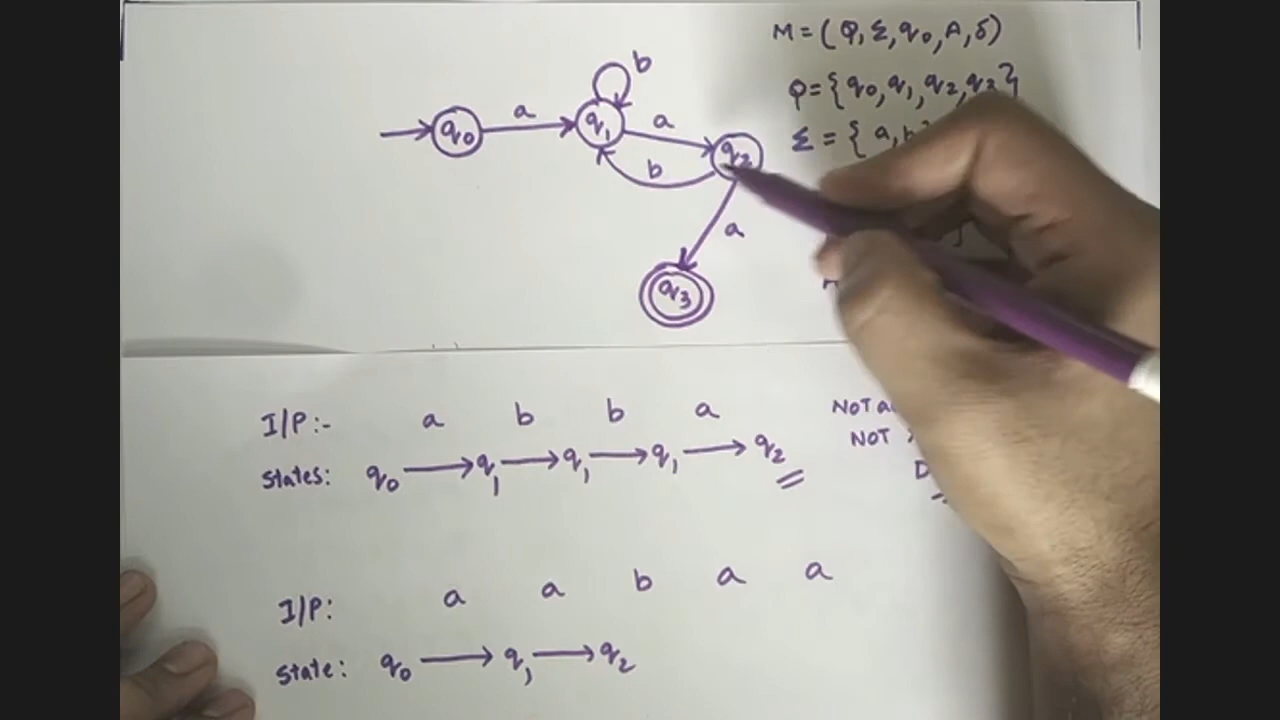 M = (Q, Σ, q0, A, δ)
Q = {q0, q1, q2, q3}
Σ = { a, b
b
q0 a q1 a q2
b
a
q3
I/P:- a b b a
States: q0 → q1 → q1 → q1 → q2
NOT
NOT
I/P: a a b a a
State: q0 → q1 → q2